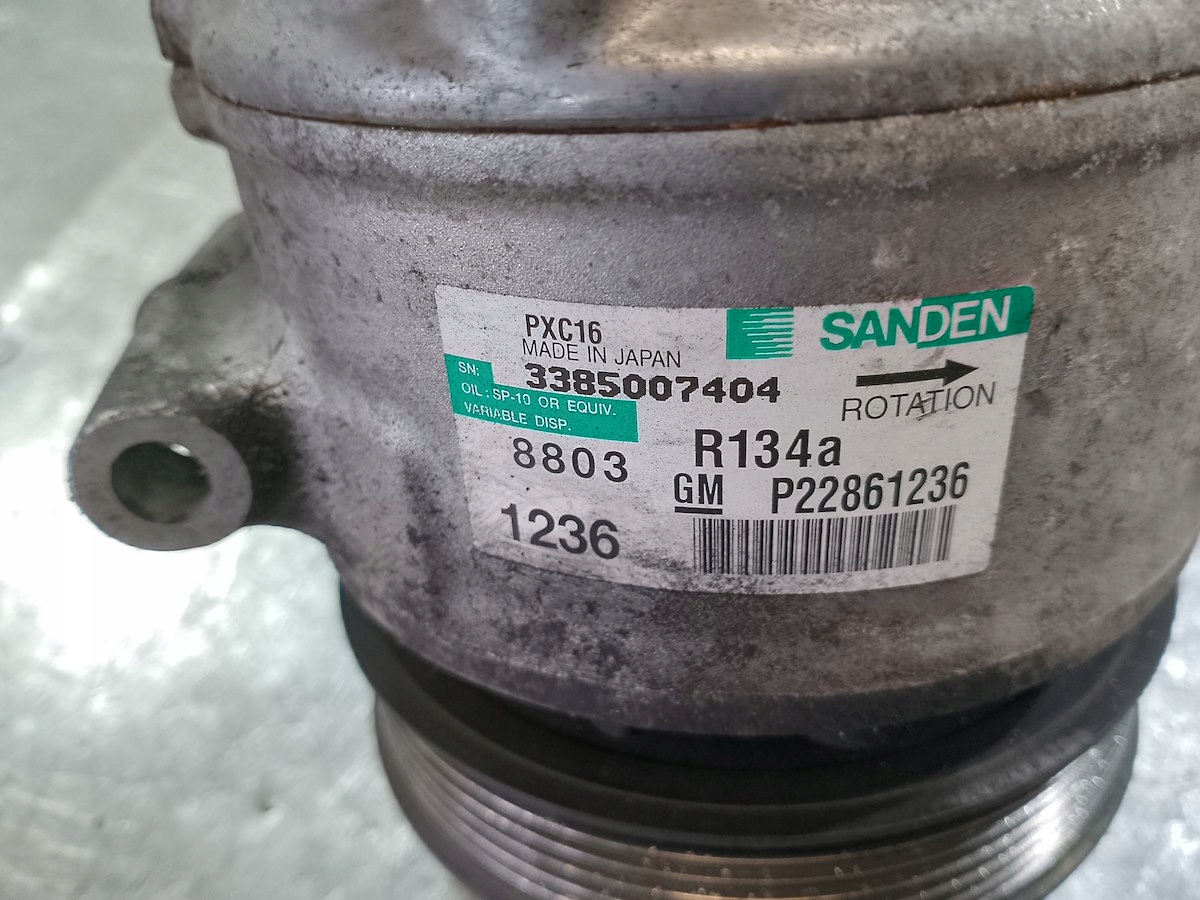 PXC16
MADE IN JAPAN
SANDEN
SN: 3385007404
OIL : SP-10 OR EQUIV.
VARIABLE DISP.
ROTATION
8803
R134a
GM P22861236
1236